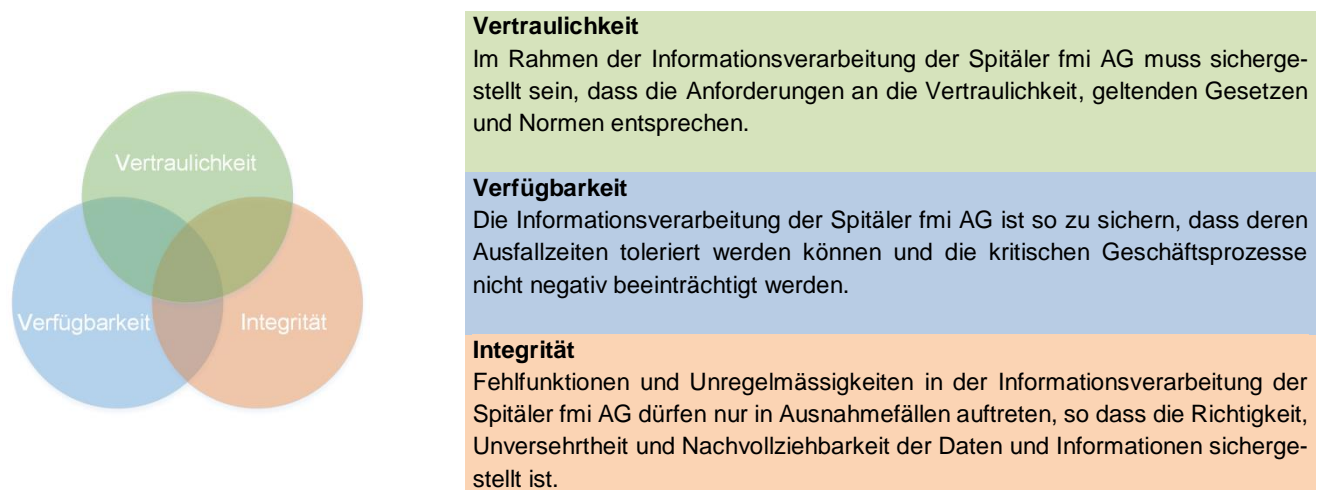 Vertraulichkeit
Verfügbarkeit
Integrität
Vertraulichkeit
Im Rahmen der Informationsverarbeitung der Spitäler fmi AG muss sicherge-
stellt sein, dass die Anforderungen an die Vertraulichkeit, geltenden Gesetzen
und Normen entsprechen.
Verfügbarkeit
Die Informationsverarbeitung der Spitäler fmi AG ist so zu sichern, dass deren
Ausfallzeiten toleriert werden können und die kritischen Geschäftsprozesse
nicht negativ beeinträchtigt werden.
Integrität
Fehlfunktionen und Unregelmässigkeiten in der Informationsverarbeitung der
Spitäler fmi AG dürfen nur in Ausnahmefällen auftreten, so dass die Richtigkeit,
Unversehrtheit und Nachvollziehbarkeit der Daten und Informationen sicherge-
stellt ist.